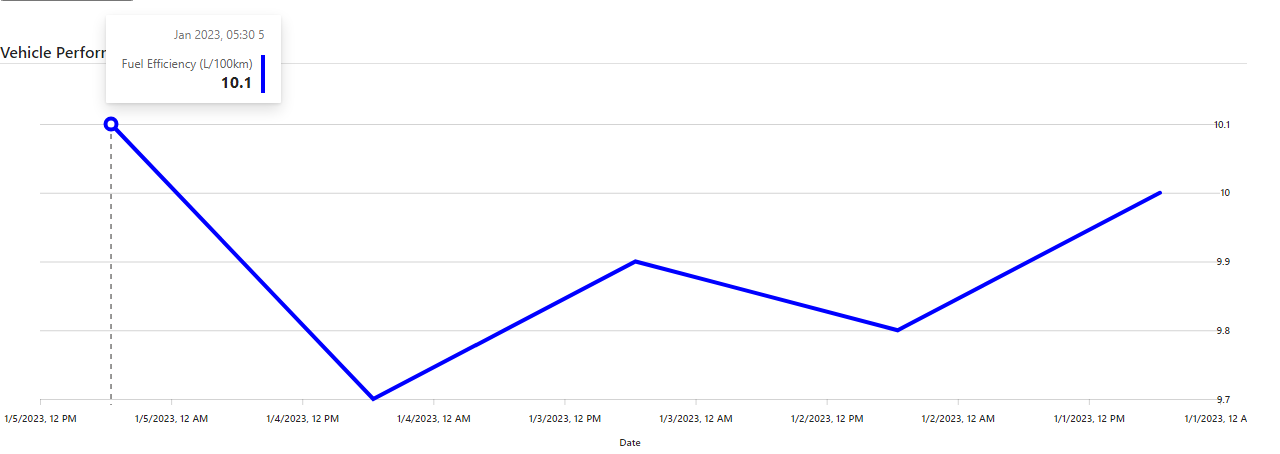 Jan 2023, 05:30 5
Vehicle Perfor
Fuel Efficiency (L/100km)
10.1
10.1
10
9.9
9.8
9.7
1/5/2023, 12 PM 1/5/2023, 12 AM 1/4/2023, 12 PM 1/4/2023, 12 AM 1/3/2023, 12 PM 1/3/2023, 12 AM 1/2/2023, 12 PM 1/2/2023, 12 AM 1/1/2023, 12 PM 1/1/2023, 12 A
Date